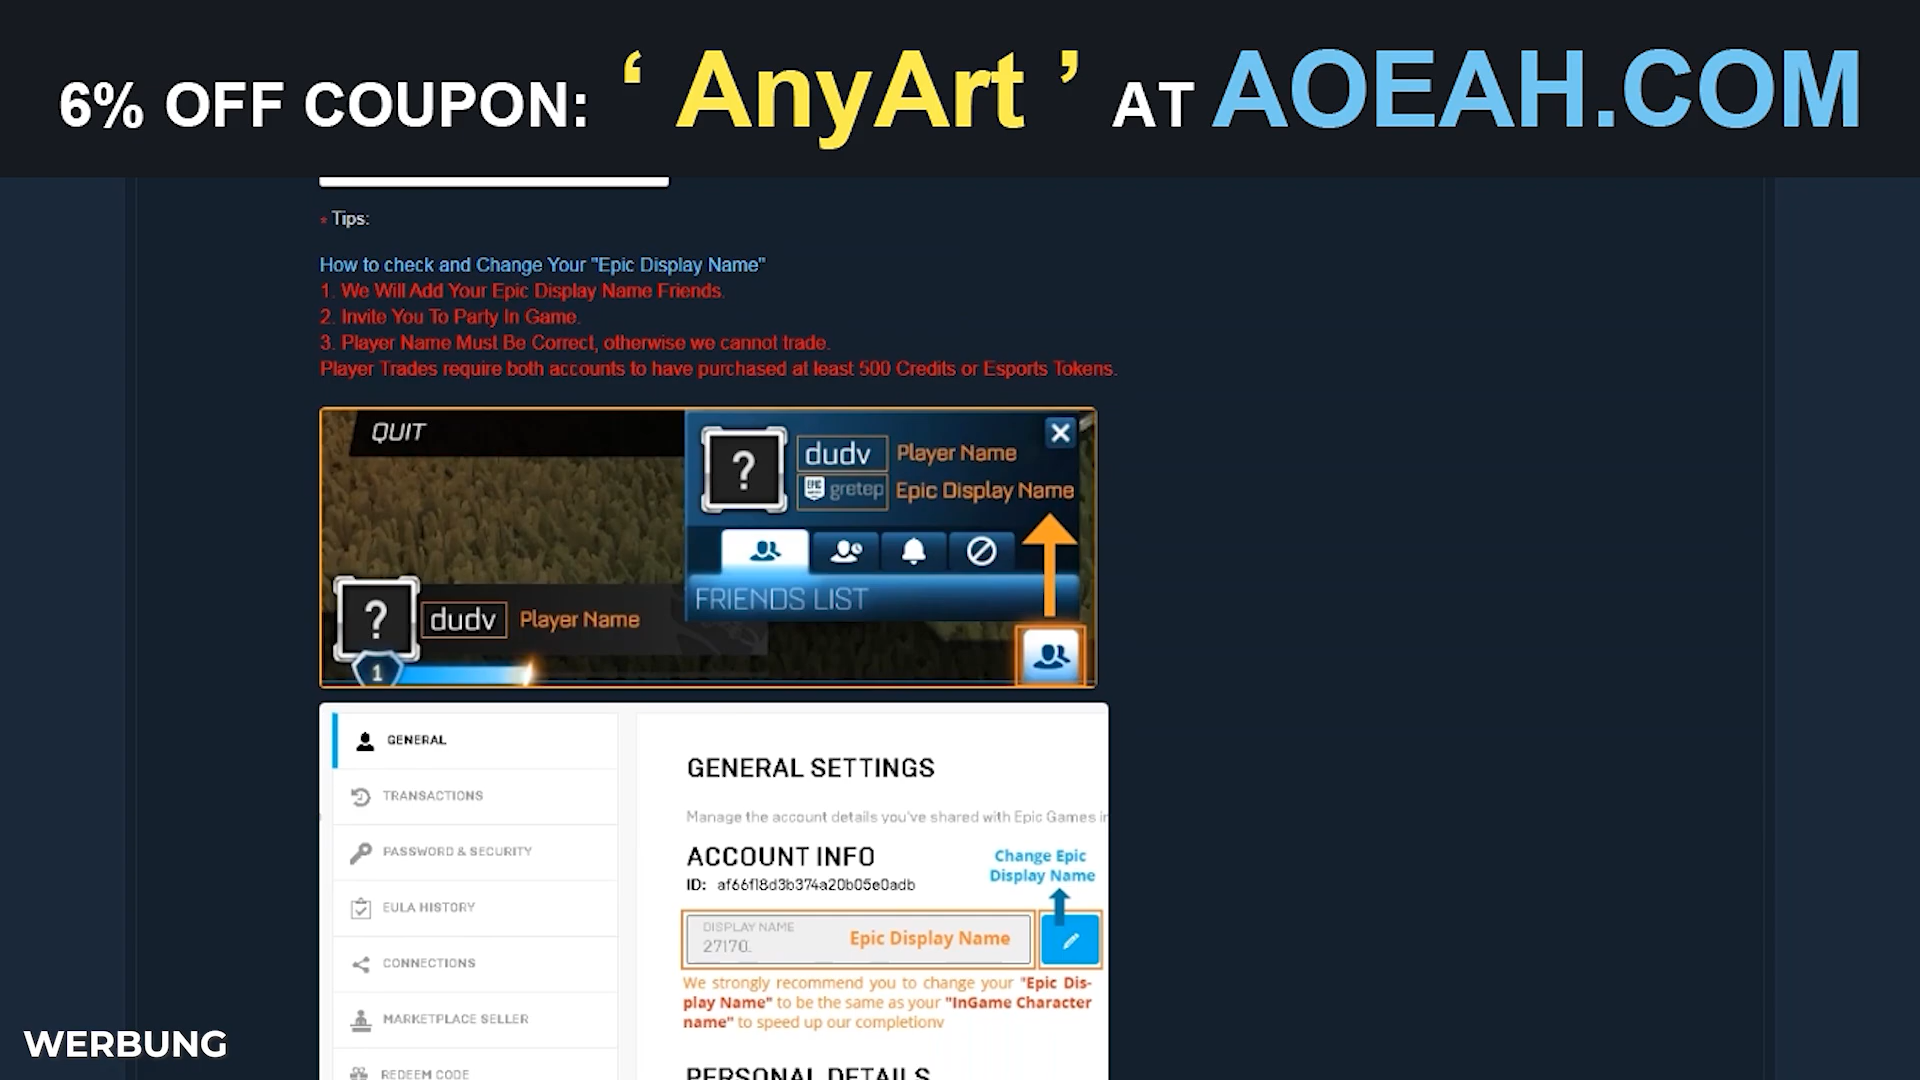 6% OFF COUPON: ‘ AnyArt ’ AT AOEAH.COM
* Tips:
How to check and Change Your "Epic Display Name"
1. We Will Add Your Epic Display Name Friends.
2. Invite You To Party In Game.
3. Player Name Must Be Correct, otherwise we cannot trade.
Player Trades require both accounts to have purchased at least 500 Credits or Esports Tokens.
QUIT
? dudv Player Name
EPIC GAMES gretep Epic Display Name
FRIENDS LIST
? dudv Player Name
1
GENERAL
TRANSACTIONS
PASSWORD & SECURITY
EULA HISTORY
CONNECTIONS
MARKETPLACE SELLER
REDEEM CODE
GENERAL SETTINGS
Manage the account details you've shared with Epic Games in
ACCOUNT INFO
ID: af66f18d3b374a20b05e0adb
Change Epic
Display Name
DISPLAY NAME
27170.
Epic Display Name
We strongly recommend you to change your "Epic Dis-
play Name" to be the same as your "InGame Character
name" to speed up our completionv
PERSONAL DETAILS
WERBUNG